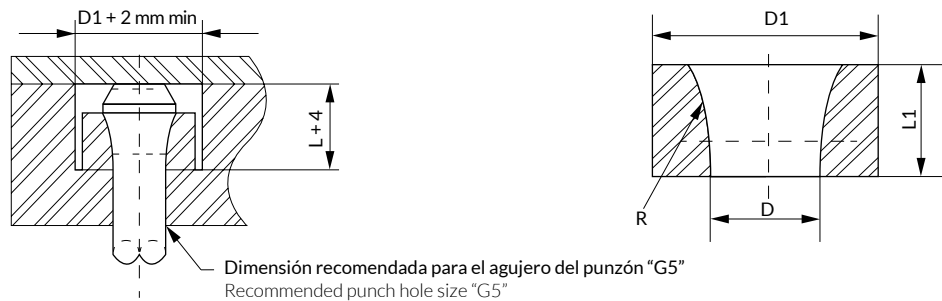 D1 + 2 mm min
L + 4
D1
L1
R
D
Dimensión recomendada para el agujero del punzón “G5”
Recommended punch hole size “G5”